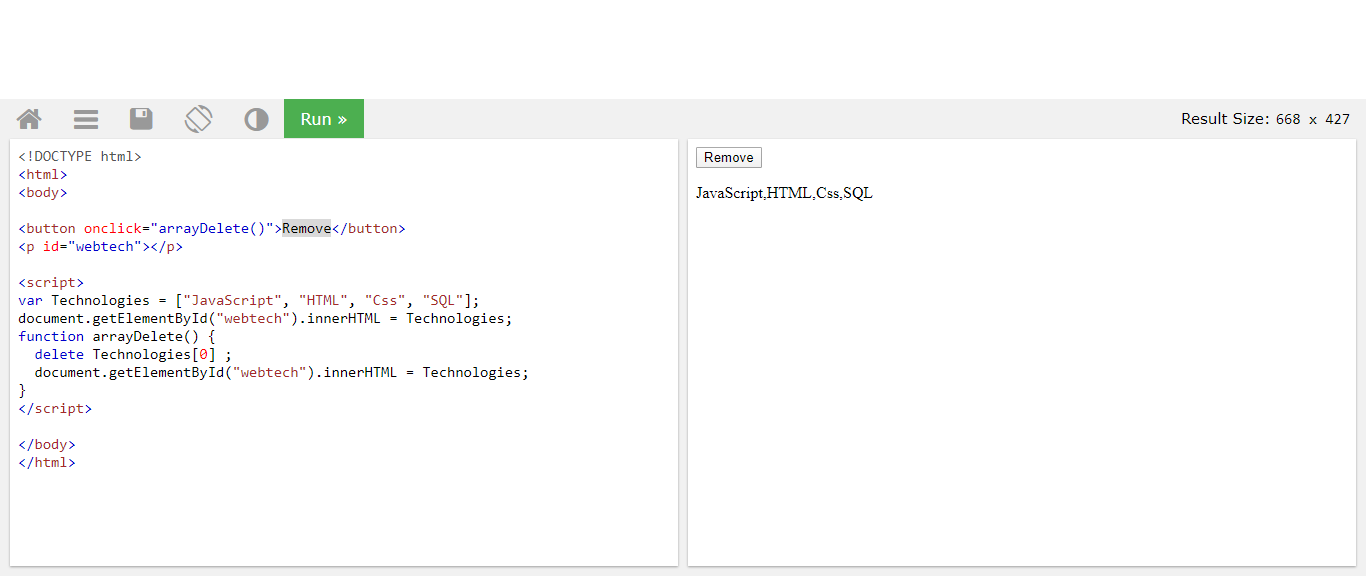 Run »
Result Size: 668 x 427
<!DOCTYPE html>
<html>
<body>
<button onclick="arrayDelete()">Remove</button>
<p id="webtech"></p>
<script>
var Technologies = ["JavaScript", "HTML", "Css", "SQL"];
document.getElementById("webtech").innerHTML = Technologies;
function arrayDelete() {
  delete Technologies[0] ;
  document.getElementById("webtech").innerHTML = Technologies;
}
</script>
</body>
</html>
Remove
JavaScript,HTML,Css,SQL